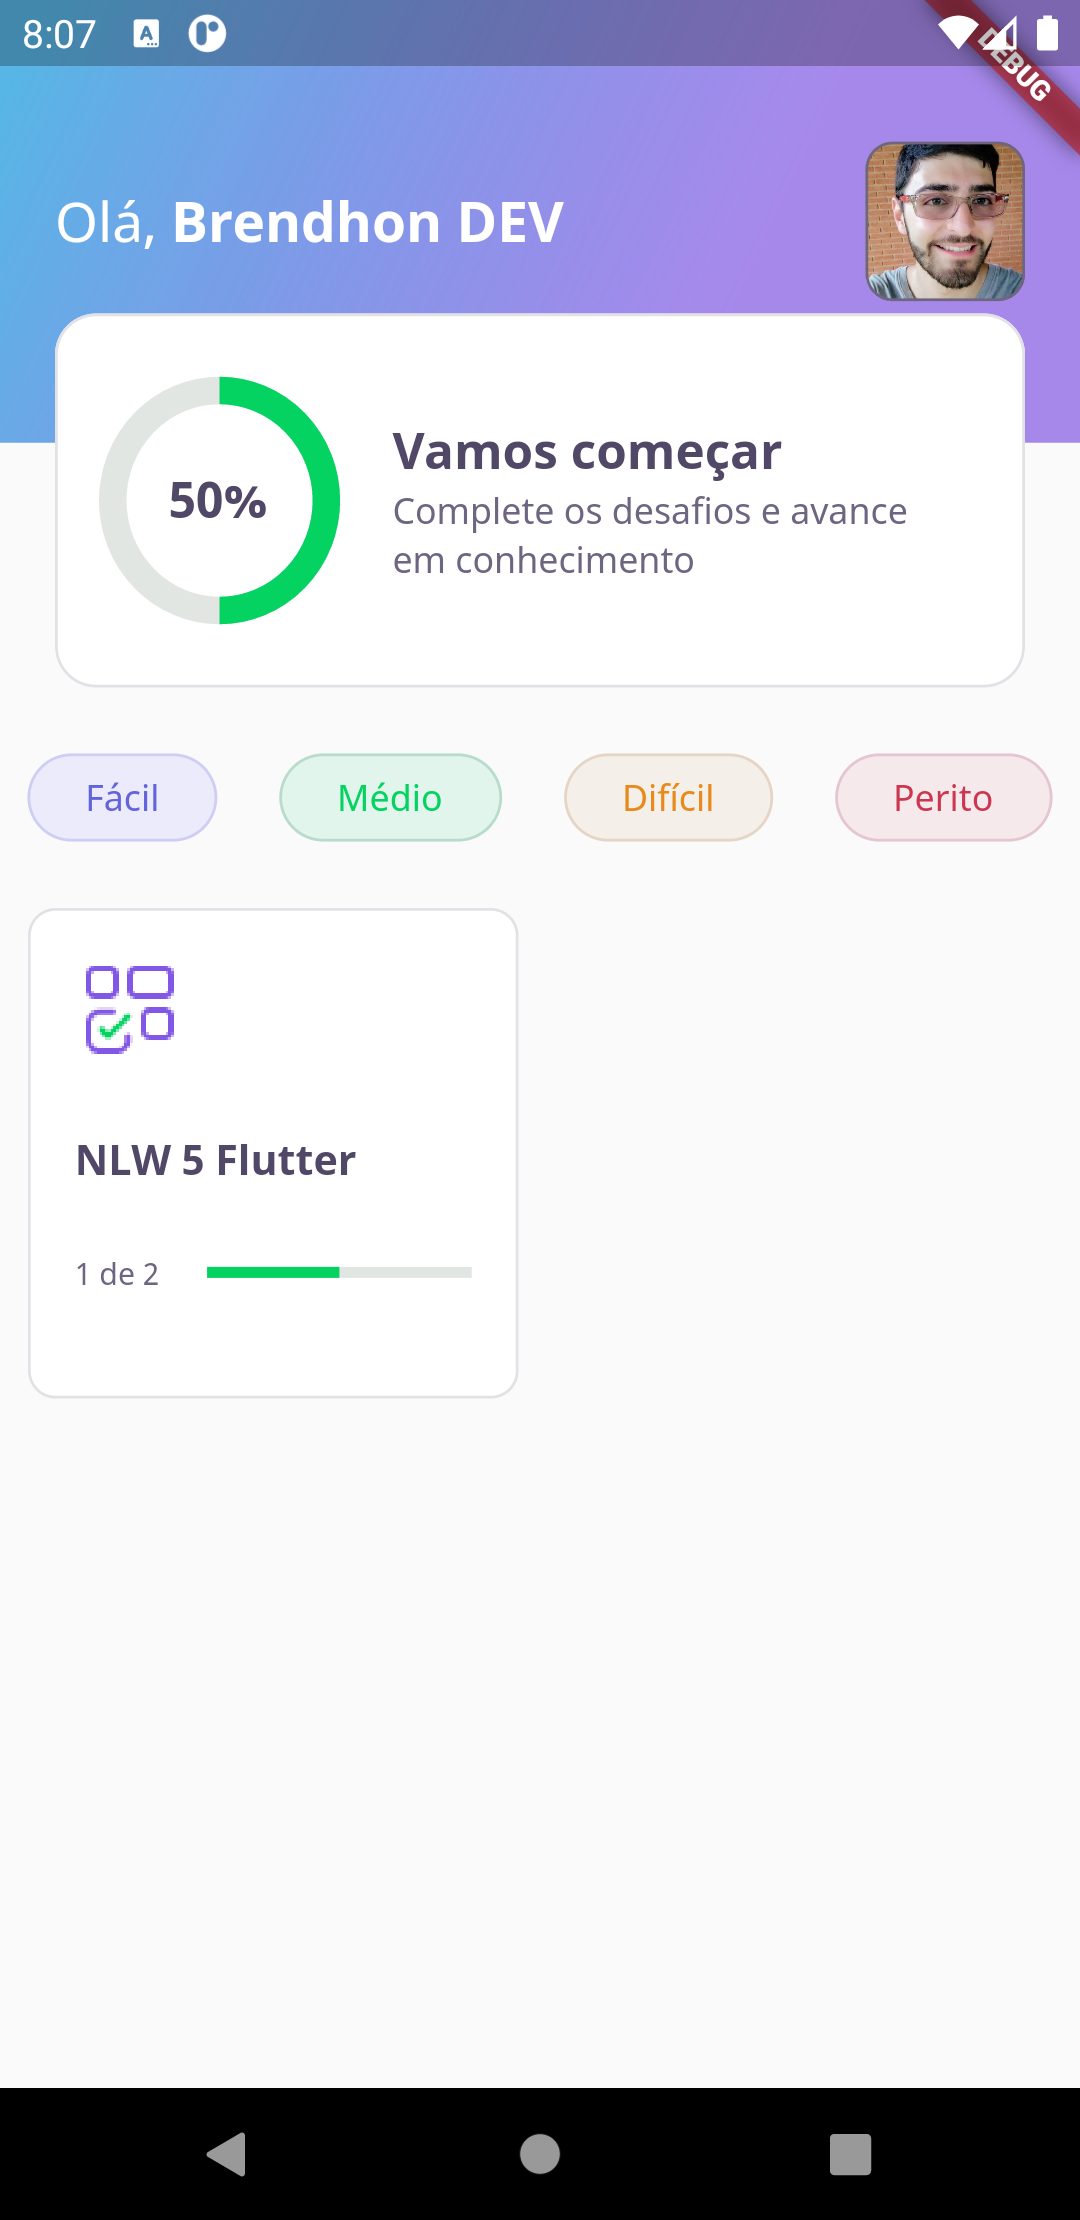 8:07
DEBUG
Olá, Brendhon DEV
50%
Vamos começar
Complete os desafios e avance
em conhecimento
Fácil
Médio
Difícil
Perito
NLW 5 Flutter
1 de 2